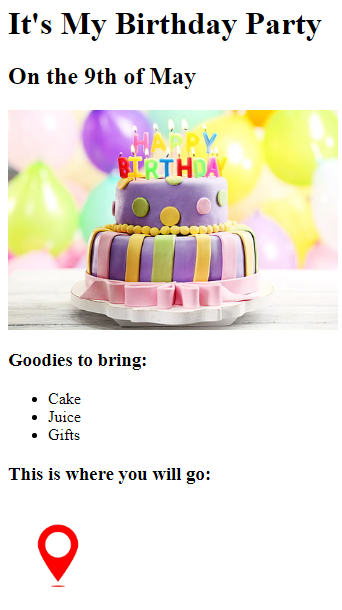 It's My Birthday Party
On the 9th of May
HAPPY
BIRTHDAY
Goodies to bring:
Cake
Juice
Gifts
This is where you will go: